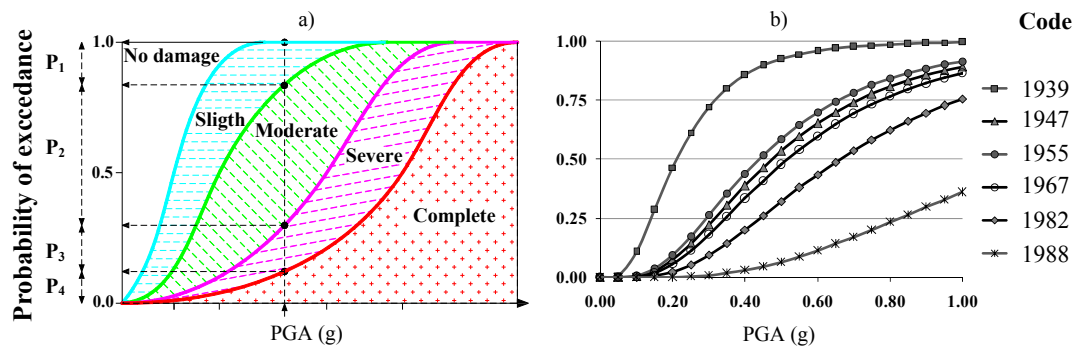 a)
Probability of exceedance
P1
P2
P3
P4
1.0
0.5
0.0
No damage
Sligth
Moderate
Severe
Complete
PGA (g)
b)
1.00
0.75
0.50
0.25
0.00
0.00 0.20 0.40 0.60 0.80 1.00
PGA (g)
Code
1939
1947
1955
1967
1982
1988